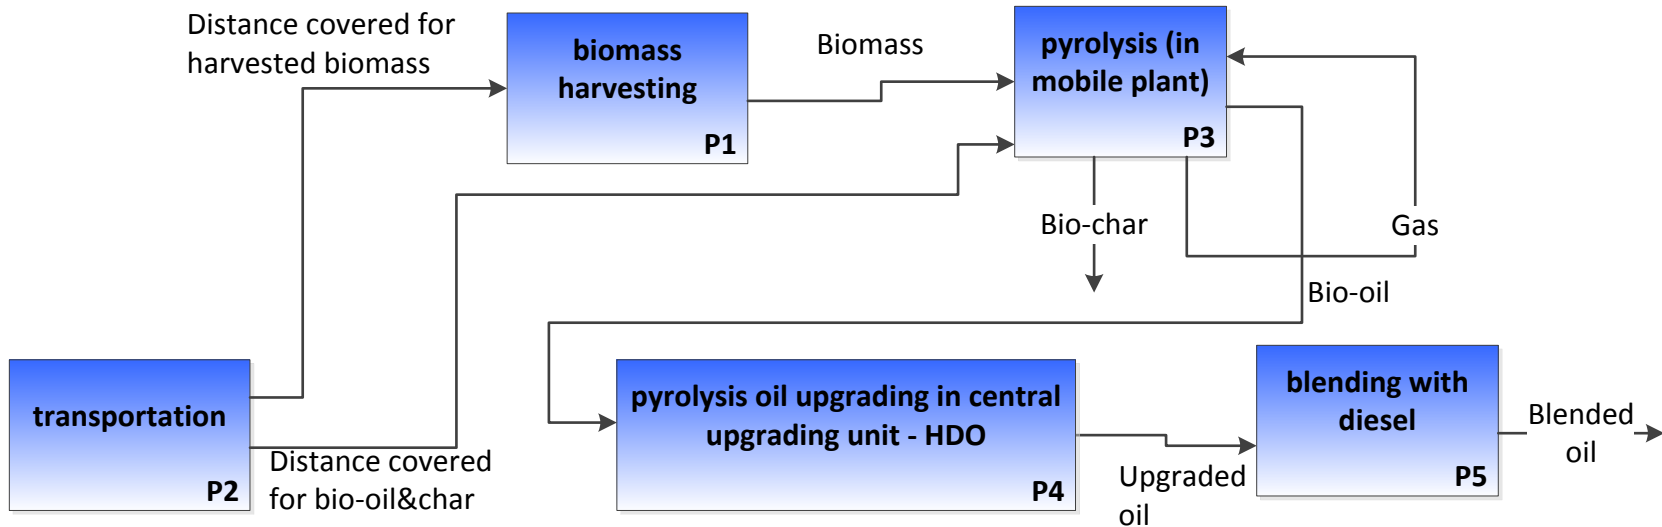 Distance covered for
harvested biomass
biomass
harvesting
P1
Biomass
pyrolysis (in
mobile plant)
P3
Bio-char
Gas
Bio-oil
transportation
P2
Distance covered
for bio-oil&char
pyrolysis oil upgrading in central
upgrading unit - HDO
P4
Upgraded
oil
blending with
diesel
P5
Blended
oil